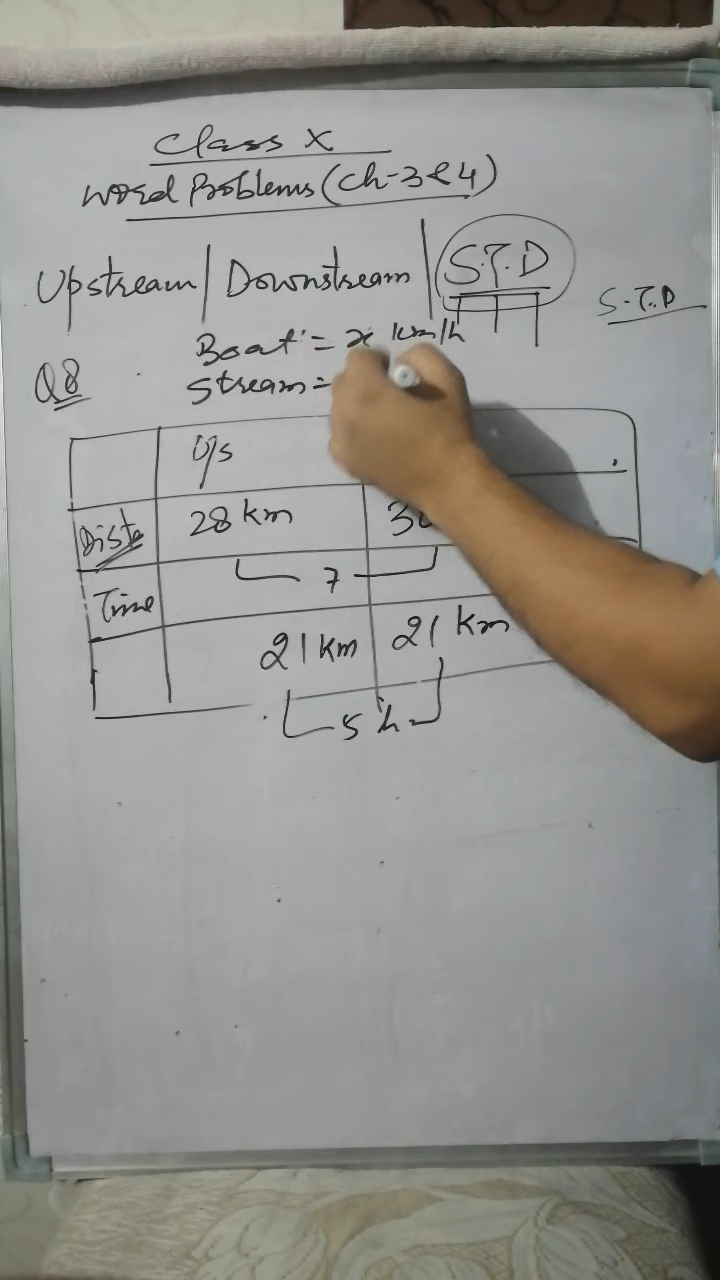 Class X
Word Problems (Ch-3 & 4)
Upstream / Downstream / S.T.D
S.T.D
Boat = x km/h
Q8
Stream =
U/s
Dist 28 km
7
Time
21 km 21 km
5 h